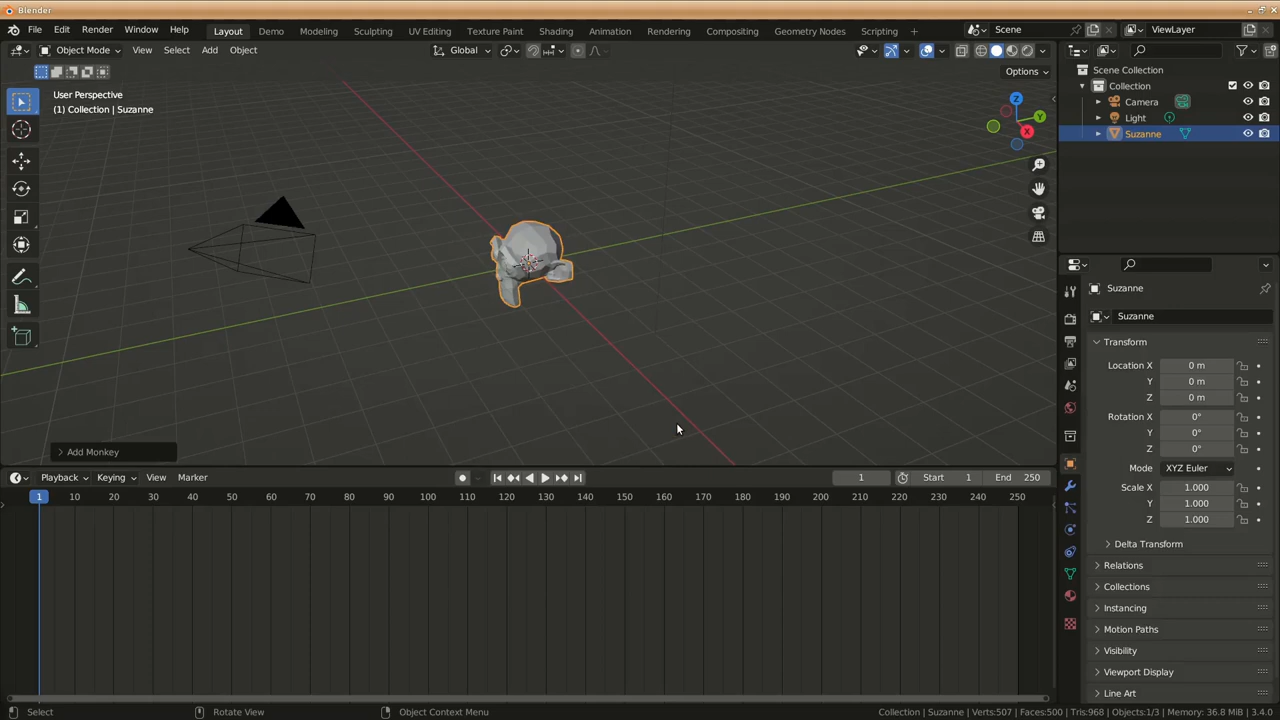 Blender
File Edit Render Window Help Layout Demo Modeling Sculpting UV Editing Texture Paint Shading Animation Rendering Compositing Geometry Nodes Scripting + Scene ViewLayer
Object Mode View Select Add Object Global
Options
User Perspective
(1) Collection | Suzanne
Z
Y
X
Add Monkey
Scene Collection
Collection
Camera
Light
Suzanne
Suzanne
Suzanne
Transform
Location X 0 m
Y 0 m
Z 0 m
Rotation X 0°
Y 0°
Z 0°
Mode XYZ Euler
Scale X 1.000
Y 1.000
Z 1.000
Delta Transform
Relations
Collections
Instancing
Motion Paths
Visibility
Viewport Display
Line Art
Playback Keying View Marker 1 Start 1 End 250
1 10 20 30 40 50 60 70 80 90 100 110 120 130 140 150 160 170 180 190 200 210 220 230 240 250
Select Rotate View Object Context Menu Collection | Suzanne | Verts:507 | Faces:500 | Tris:968 | Objects:1/3 | Memory: 36.8 MiB | 3.4.0